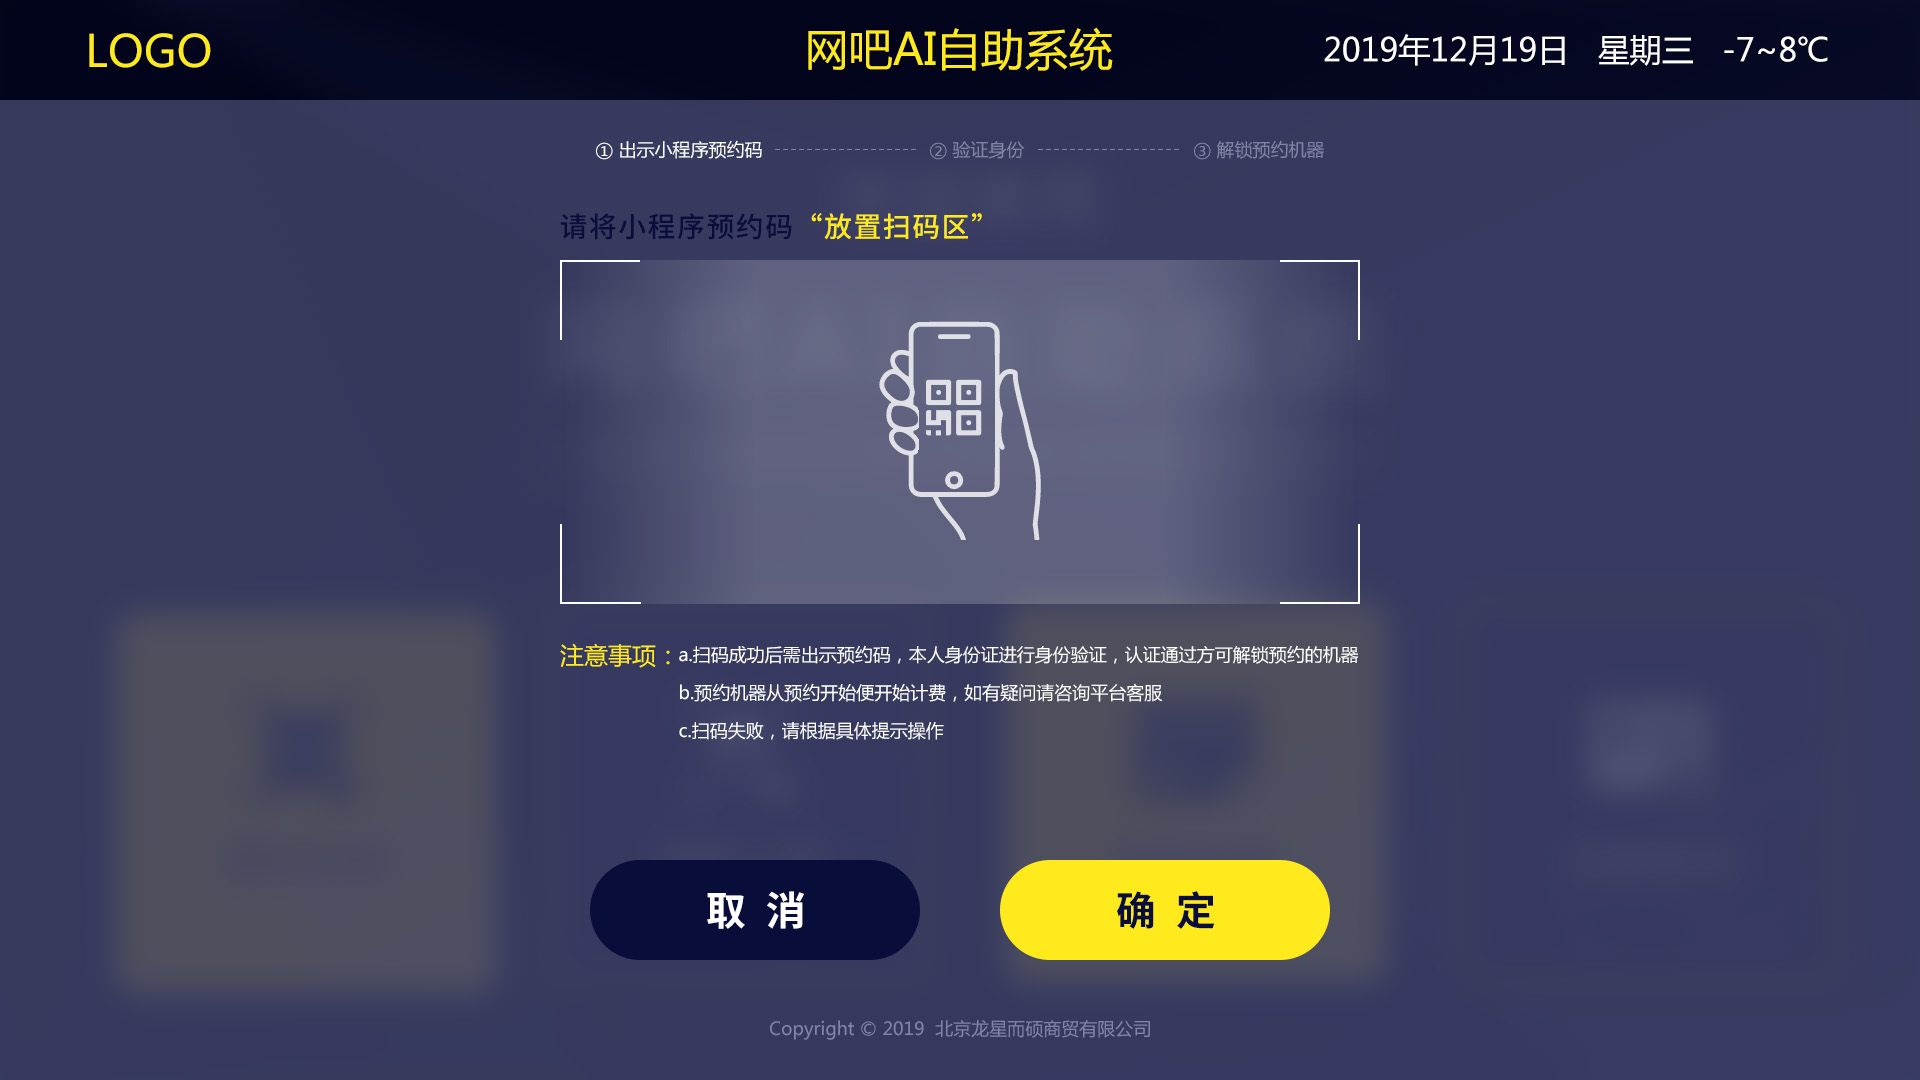 LOGO
网吧AI自助系统
2019年12月19日 星期三 -7~8℃
① 出示小程序预约码 ② 验证身份 ③ 解锁预约机器
请将小程序预约码 “放置扫码区”
注意事项：a.扫码成功后需出示预约码，本人身份证进行身份验证，认证通过方可解锁预约的机器
b.预约机器从预约开始便开始计费，如有疑问请咨询平台客服
c.扫码失败，请根据具体提示操作
取 消
确 定
Copyright © 2019 北京龙星而硕商贸有限公司